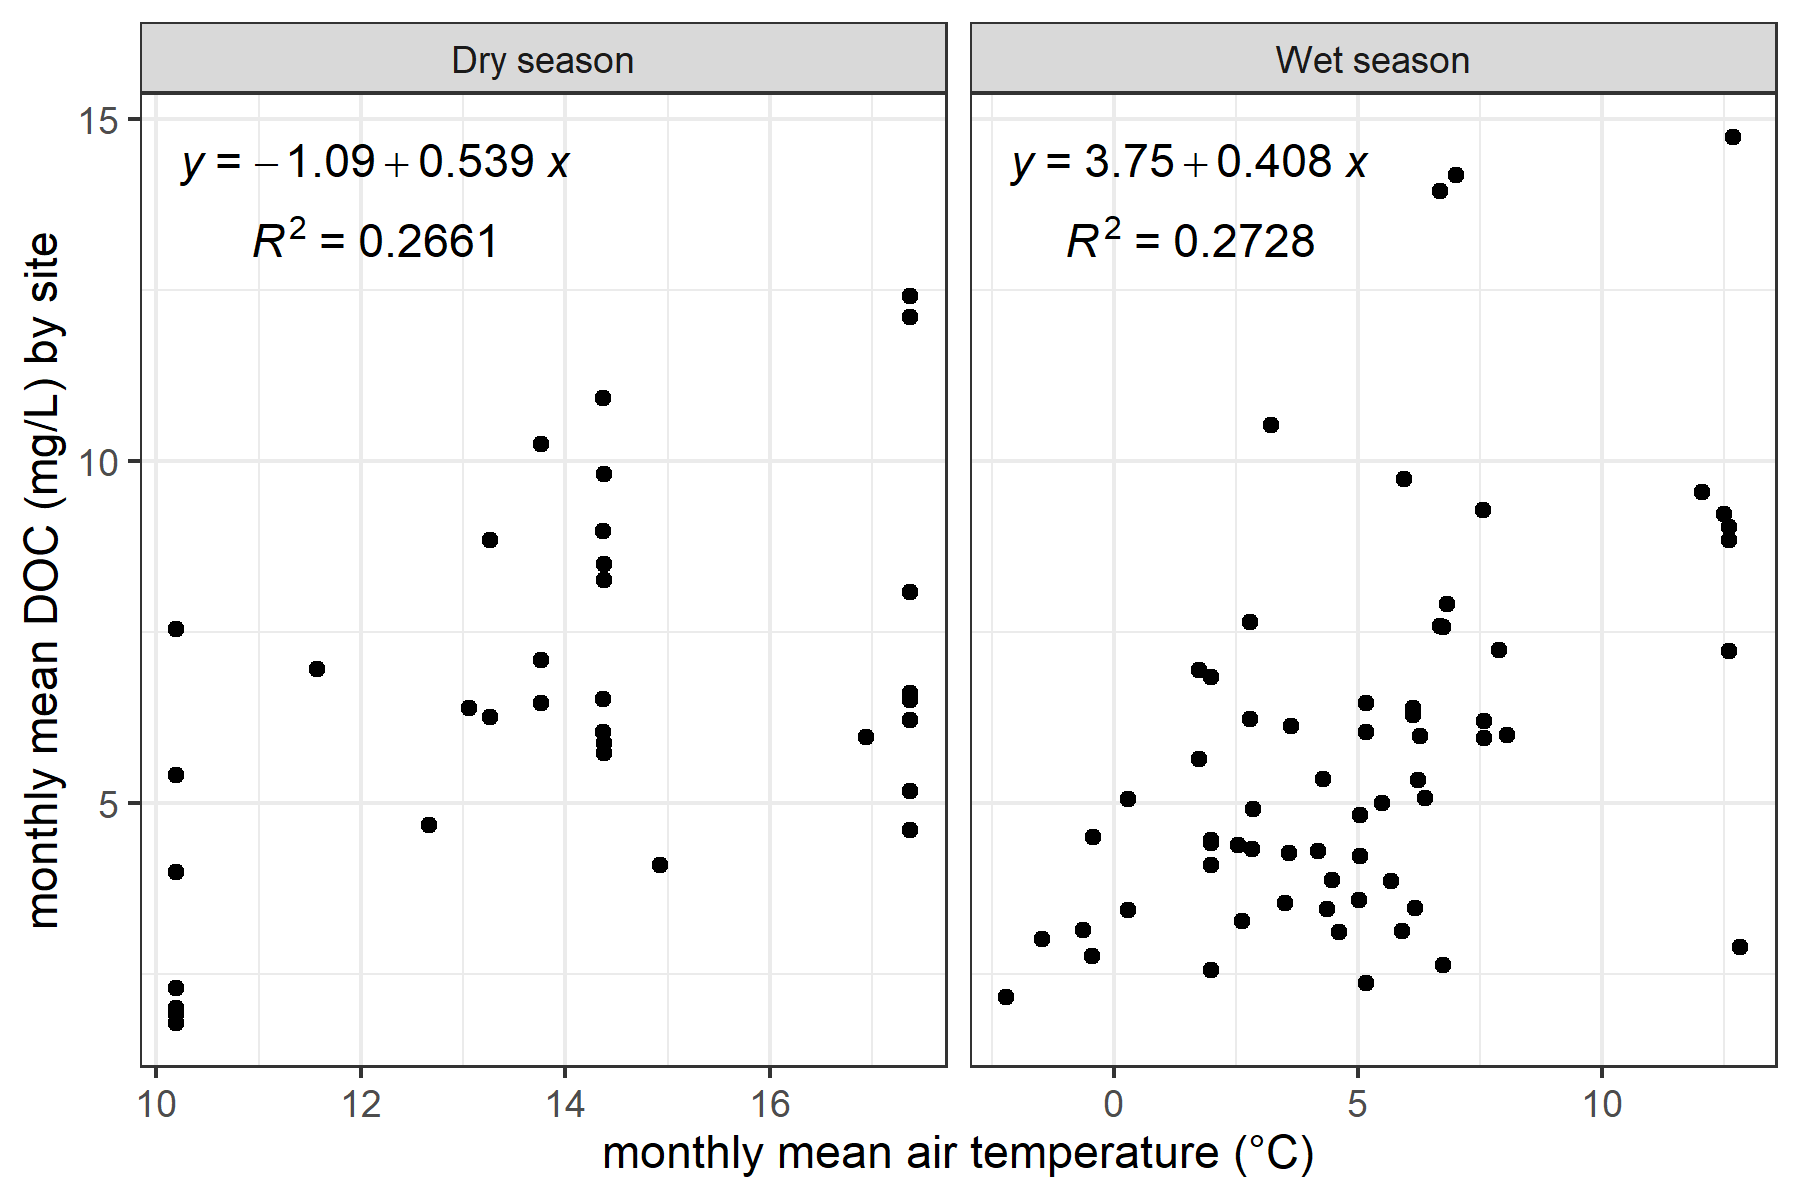 Dry season
Wet season
y = −1.09 + 0.539 x
R² = 0.2661
y = 3.75 + 0.408 x
R² = 0.2728
15
10
5
10 12 14 16
0 5 10
monthly mean air temperature (°C)
monthly mean DOC (mg/L) by site